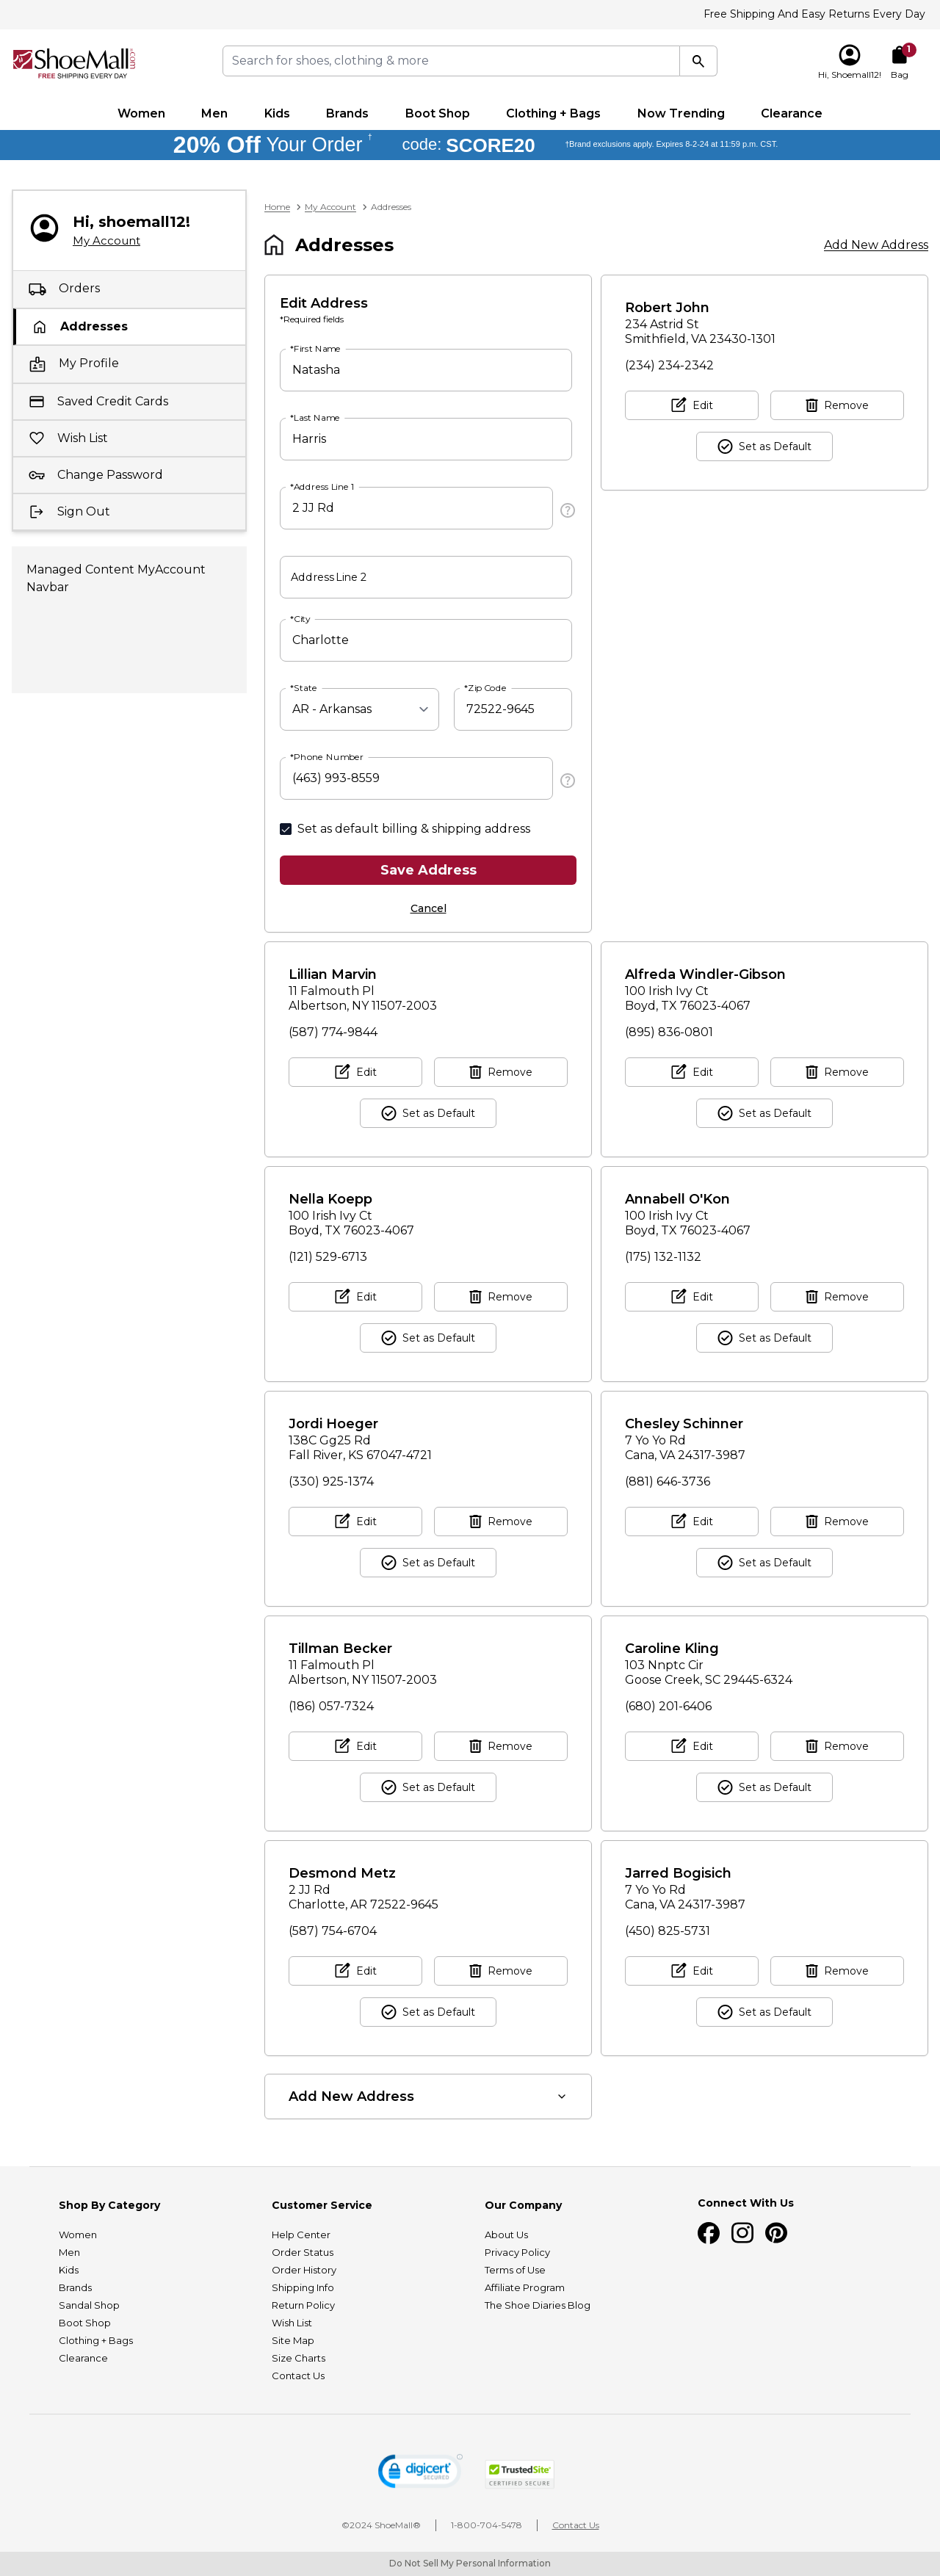 Free Shipping And Easy Returns Every Day
ShoeMall.com
FREE SHIPPING EVERY DAY
Search for shoes, clothing & more
Hi, Shoemall12!
1
Bag
Women Men Kids Brands Boot Shop Clothing + Bags Now Trending Clearance
20% Off Your Order † code: SCORE20 †Brand exclusions apply. Expires 8-2-24 at 11:59 p.m. CST.
Hi, shoemall12!
My Account
Orders
Addresses
My Profile
Saved Credit Cards
Wish List
Change Password
Sign Out
Managed Content MyAccount
Navbar
Home > My Account > Addresses
Addresses
Add New Address
Edit Address
*Required fields
*First Name
Natasha
*Last Name
Harris
*Address Line 1
2 JJ Rd
Address Line 2
*City
Charlotte
*State
AR - Arkansas
*Zip Code
72522-9645
*Phone Number
(463) 993-8559
Set as default billing & shipping address
Save Address
Cancel
Robert John
234 Astrid St
Smithfield, VA 23430-1301
(234) 234-2342
Edit
Remove
Set as Default
Lillian Marvin
11 Falmouth Pl
Albertson, NY 11507-2003
(587) 774-9844
Edit
Remove
Set as Default
Alfreda Windler-Gibson
100 Irish Ivy Ct
Boyd, TX 76023-4067
(895) 836-0801
Edit
Remove
Set as Default
Nella Koepp
100 Irish Ivy Ct
Boyd, TX 76023-4067
(121) 529-6713
Edit
Remove
Set as Default
Annabell O'Kon
100 Irish Ivy Ct
Boyd, TX 76023-4067
(175) 132-1132
Edit
Remove
Set as Default
Jordi Hoeger
138C Gg25 Rd
Fall River, KS 67047-4721
(330) 925-1374
Edit
Remove
Set as Default
Chesley Schinner
7 Yo Yo Rd
Cana, VA 24317-3987
(881) 646-3736
Edit
Remove
Set as Default
Tillman Becker
11 Falmouth Pl
Albertson, NY 11507-2003
(186) 057-7324
Edit
Remove
Set as Default
Caroline Kling
103 Nnptc Cir
Goose Creek, SC 29445-6324
(680) 201-6406
Edit
Remove
Set as Default
Desmond Metz
2 JJ Rd
Charlotte, AR 72522-9645
(587) 754-6704
Edit
Remove
Set as Default
Jarred Bogisich
7 Yo Yo Rd
Cana, VA 24317-3987
(450) 825-5731
Edit
Remove
Set as Default
Add New Address
Shop By Category
Women
Men
Kids
Brands
Sandal Shop
Boot Shop
Clothing + Bags
Clearance
Customer Service
Help Center
Order Status
Order History
Shipping Info
Return Policy
Wish List
Site Map
Size Charts
Contact Us
Our Company
About Us
Privacy Policy
Terms of Use
Affiliate Program
The Shoe Diaries Blog
Connect With Us
digicert
SECURED
TrustedSite
CERTIFIED SECURE
©2024 ShoeMall®
1-800-704-5478
Contact Us
Do Not Sell My Personal Information